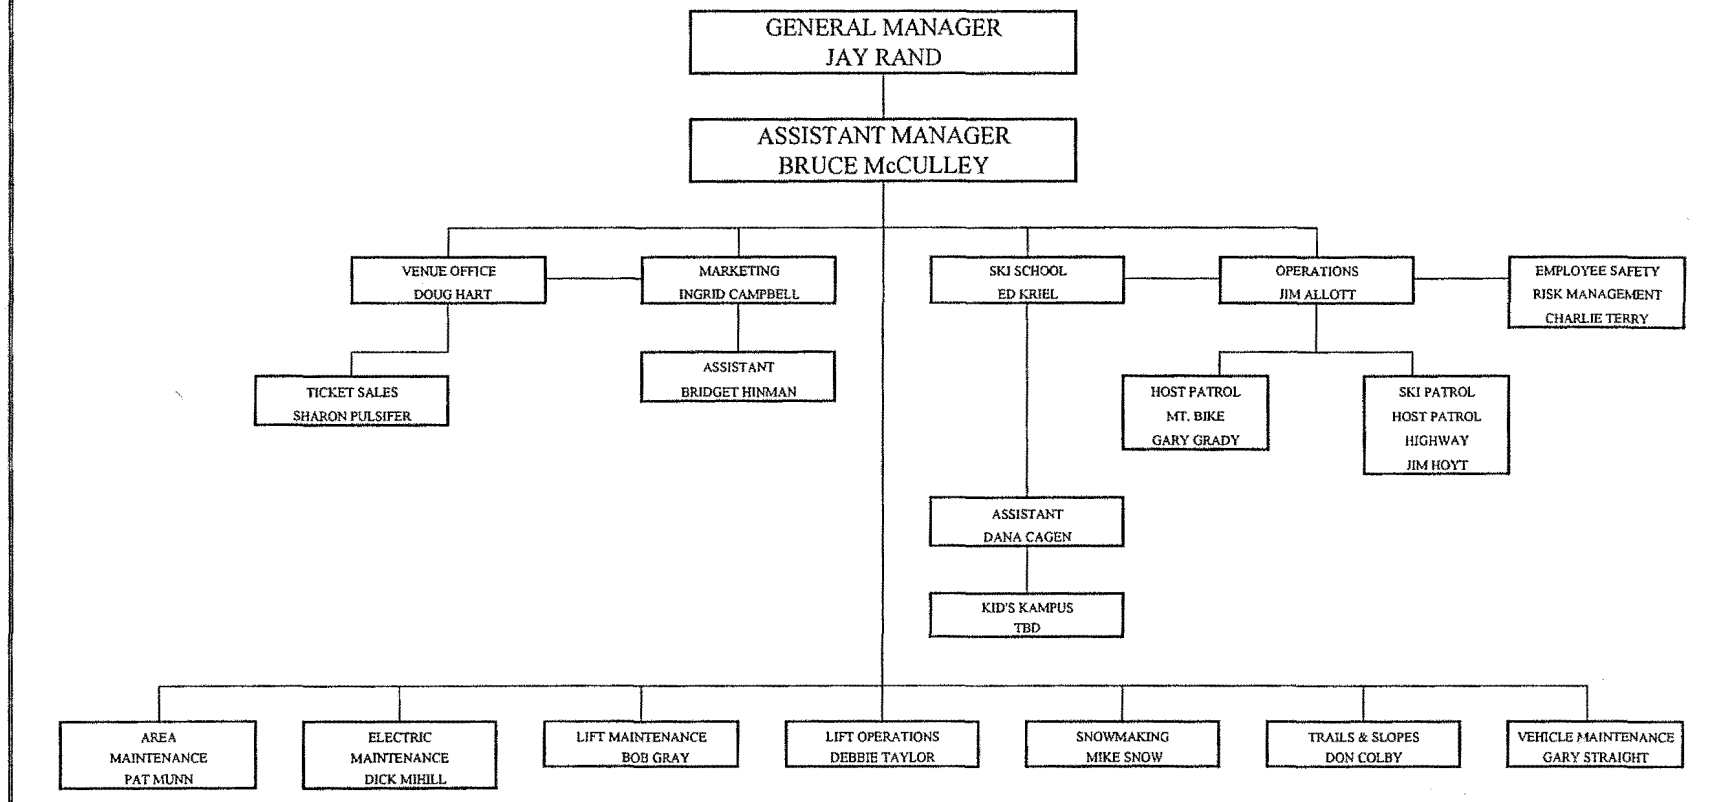 GENERAL MANAGER
JAY RAND
ASSISTANT MANAGER
BRUCE McCULLEY
VENUE OFFICE
DOUG HART
MARKETING
INGRID CAMPBELL
SKI SCHOOL
ED KRIEL
OPERATIONS
JIM ALLOTT
EMPLOYEE SAFETY
RISK MANAGEMENT
CHARLIE TERRY
TICKET SALES
SHARON PULSIFER
ASSISTANT
BRIDGET HINMAN
HOST PATROL
MT. BIKE
GARY GRADY
SKI PATROL
HOST PATROL
HIGHWAY
JIM HOYT
ASSISTANT
DANA CAGEN
KID'S KAMPUS
TBD
AREA
MAINTENANCE
PAT MUNN
ELECTRIC
MAINTENANCE
DICK MIHILL
LIFT MAINTENANCE
BOB GRAY
LIFT OPERATIONS
DEBBIE TAYLOR
SNOWMAKING
MIKE SNOW
TRAILS & SLOPES
DON COLBY
VEHICLE MAINTENANCE
GARY STRAIGHT